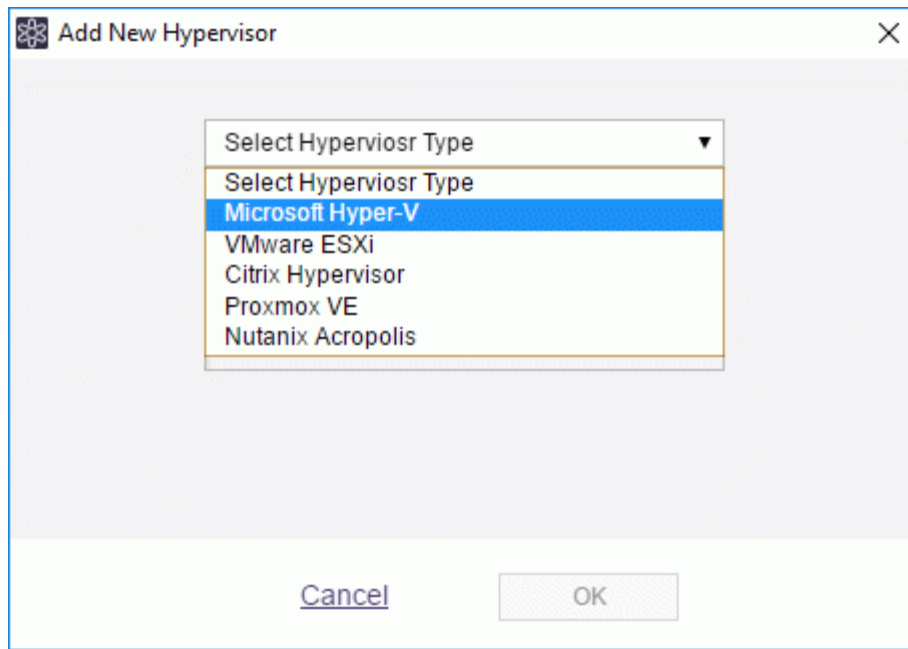 Add New Hypervisor
Select Hyperviosr Type
Select Hyperviosr Type
Microsoft Hyper-V
VMware ESXi
Citrix Hypervisor
Proxmox VE
Nutanix Acropolis
Cancel OK